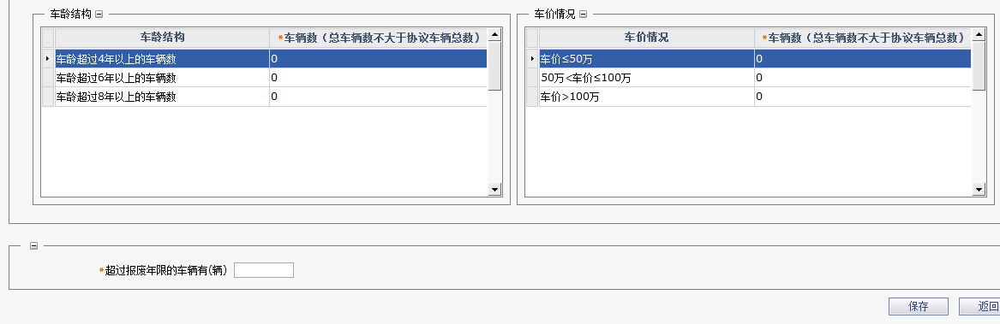 车龄结构
车龄结构 *车辆数（总车辆数不大于协议车辆总数）
车龄超过4年以上的车辆数 0
车龄超过6年以上的车辆数 0
车龄超过8年以上的车辆数 0
车价情况
车价情况 *车辆数（总车辆数不大于协议车辆总数）
车价≤50万 0
50万<车价≤100万 0
车价>100万 0
*超过报废年限的车辆有(辆)
保存 返回